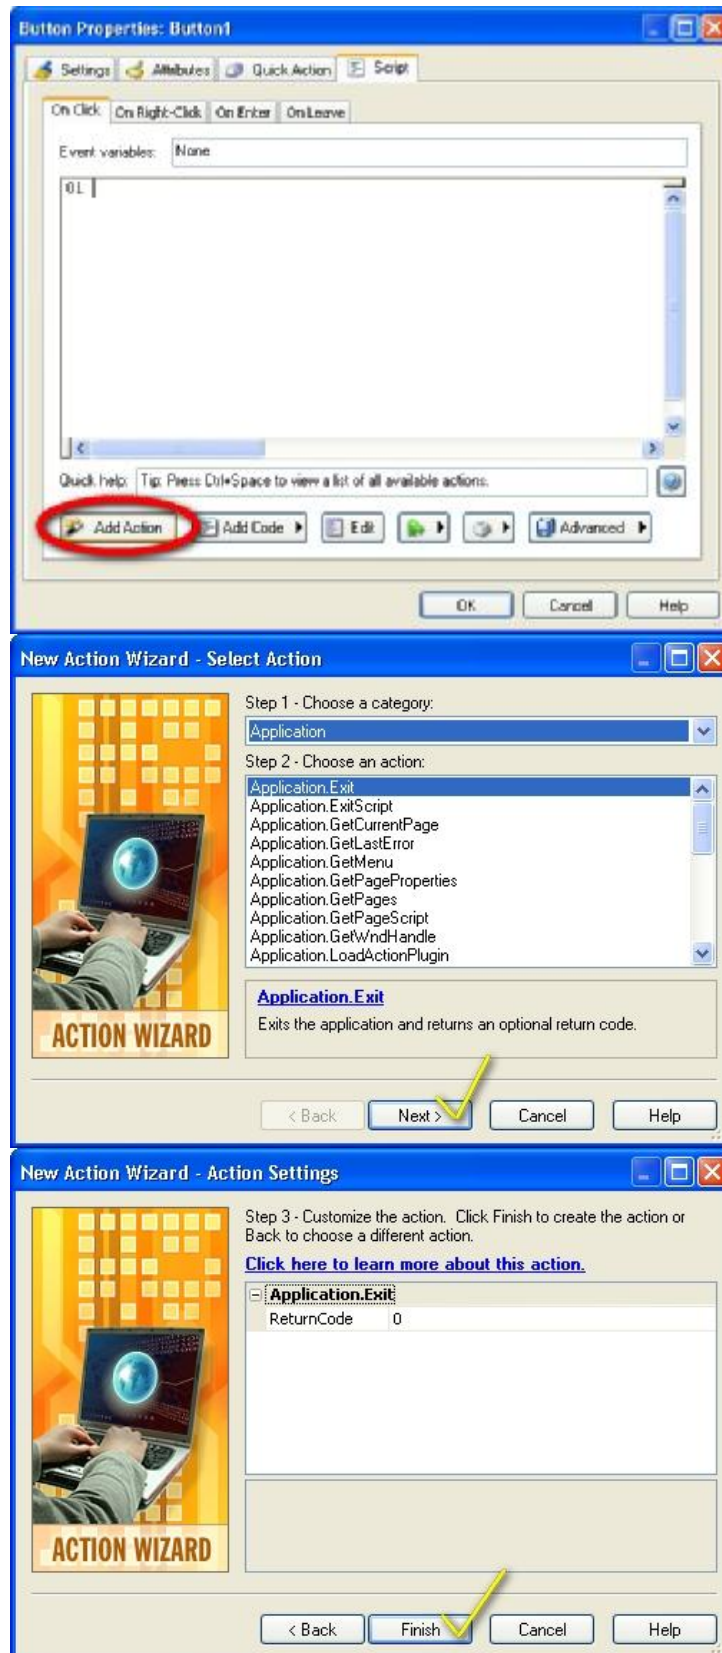 Button Properties: Button1
Settings Attributes Quick Action Script
On Click On Right-Click On Enter On Leave
Event variables: None
01
Quick help: Tip: Press Ctrl+Space to view a list of all available actions.
Add Action Add Code Edit Advanced
OK Cancel Help
New Action Wizard - Select Action
Step 1 - Choose a category:
Application
Step 2 - Choose an action:
Application.Exit
Application.ExitScript
Application.GetCurrentPage
Application.GetLastError
Application.GetMenu
Application.GetPageProperties
Application.GetPages
Application.GetPageScript
Application.GetWndHandle
Application.LoadActionPlugin
Application.Exit
Exits the application and returns an optional return code.
ACTION WIZARD
< Back Next > Cancel Help
New Action Wizard - Action Settings
Step 3 - Customize the action. Click Finish to create the action or
Back to choose a different action.
Click here to learn more about this action.
Application.Exit
ReturnCode 0
ACTION WIZARD
< Back Finish Cancel Help